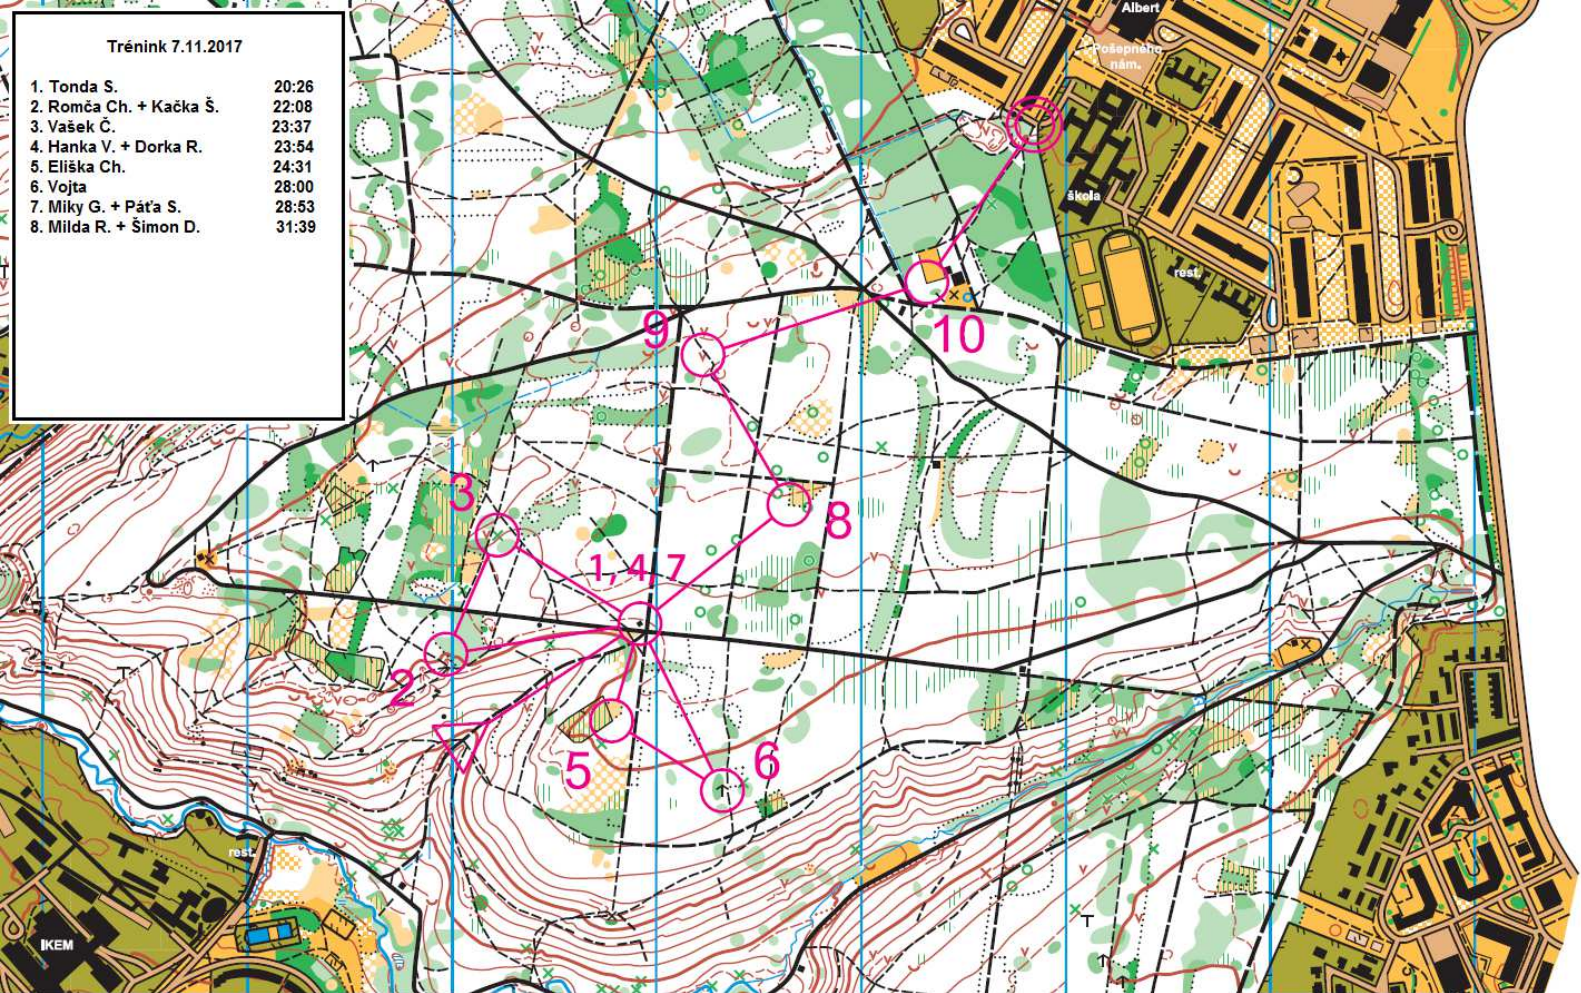 Trénink 7.11.2017
1. Tonda S. 20:26
2. Romča Ch. + Kačka Š. 22:08
3. Vašek Č. 23:37
4. Hanka V. + Dorka R. 23:54
5. Eliška Ch. 24:31
6. Vojta 28:00
7. Miky G. + Páťa S. 28:53
8. Milda R. + Šimon D. 31:39
Albert
Pošepného
nám.
škola
rest.
9
10
3
8
1, 4, 7
2
5
6
rest.
IKEM